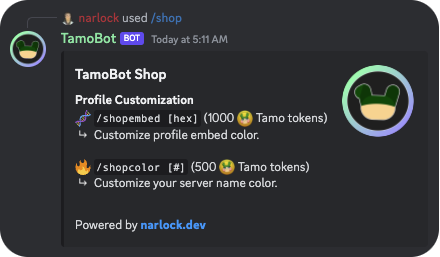 narlock used /shop
TamoBot BOT Today at 5:11 AM
TamoBot Shop
Profile Customization
/shopembed [hex] (1000 Tamo tokens)
↳ Customize profile embed color.
/shopcolor [#] (500 Tamo tokens)
↳ Customize your server name color.
Powered by narlock.dev